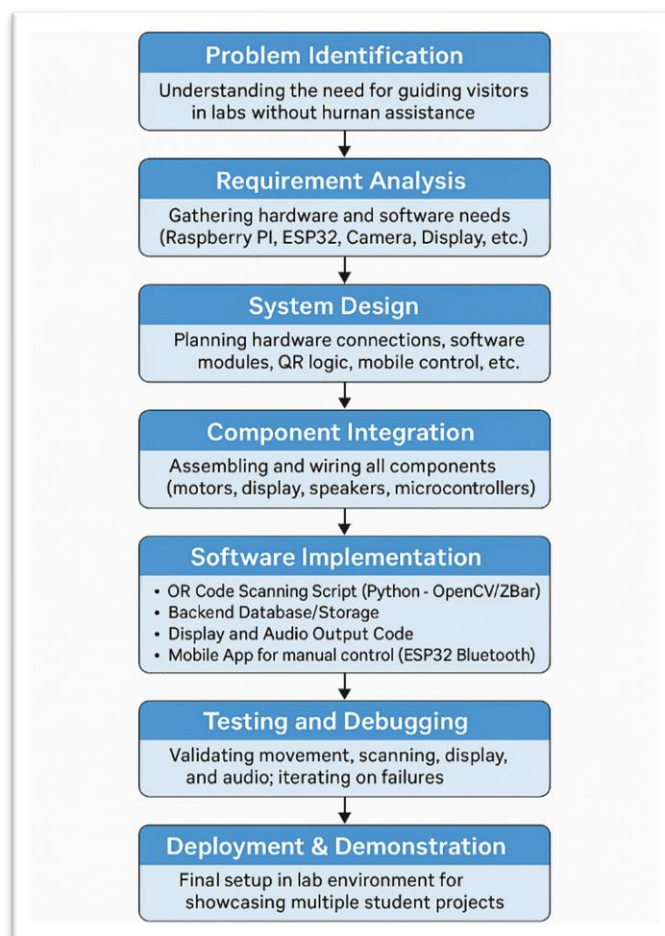 Problem Identification
Understanding the need for guiding visitors
in labs without human assistance
Requirement Analysis
Gathering hardware and software needs
(Raspberry PI, ESP32, Camera, Display, etc.)
System Design
Planning hardware connections, software
modules, QR logic, mobile control, etc.
Component Integration
Assembling and wiring all components
(motors, display, speakers, microcontrollers)
Software Implementation
• OR Code Scanning Script (Python - OpenCV/ZBar)
• Backend Database/Storage
• Display and Audio Output Code
• Mobile App for manual control (ESP32 Bluetooth)
Testing and Debugging
Validating movement, scanning, display,
and audio; iterating on failures
Deployment & Demonstration
Final setup in lab environment for
showcasing multiple student projects